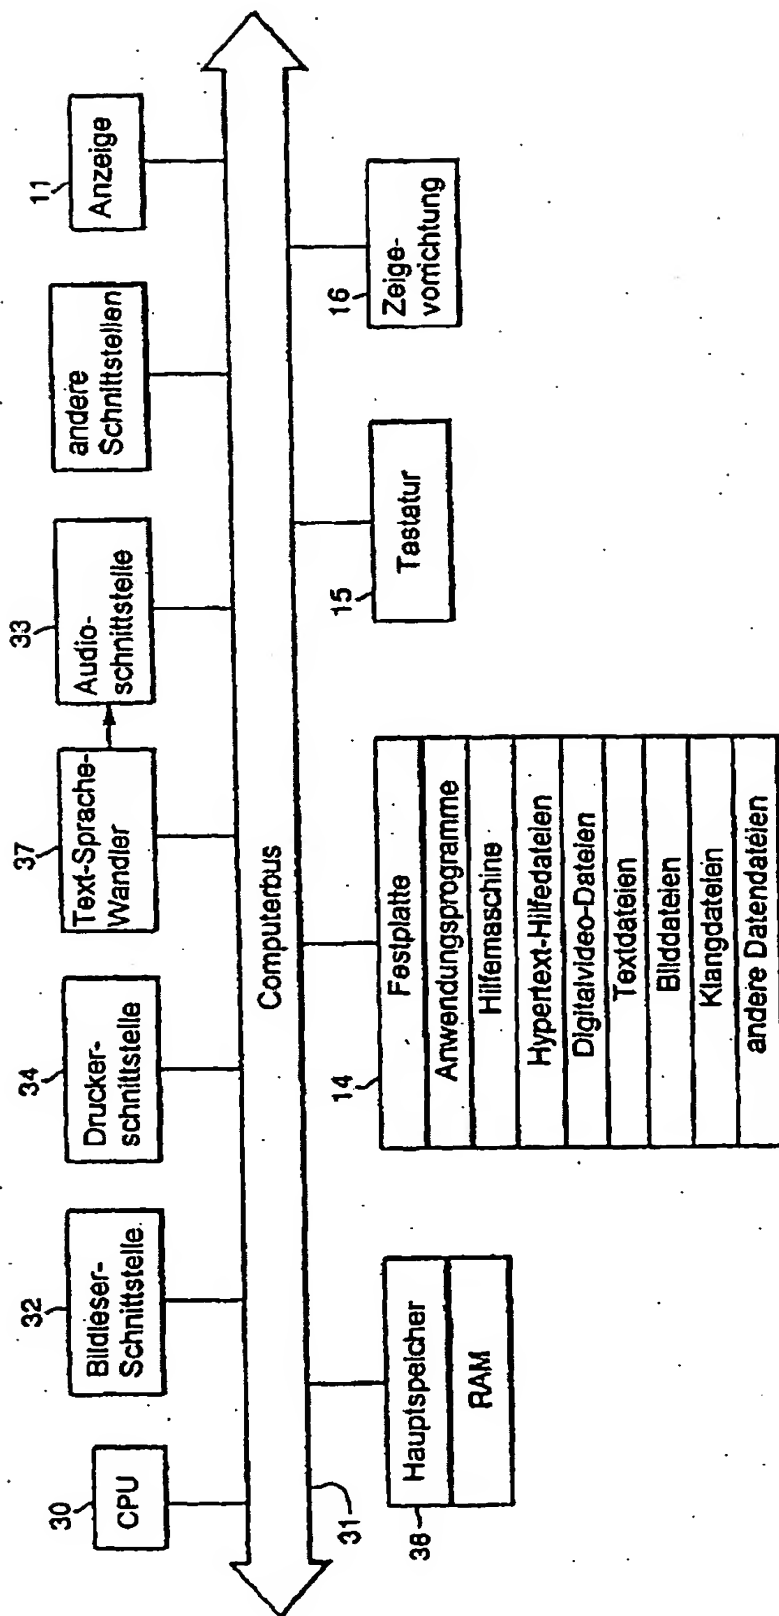 30
CPU
32
Bildleser-
Schnittstelle
34
Drucker-
schnittstelle
37
Text-Sprache-
Wandler
33
Audio-
schnittstelle
andere
Schnittstellen
11
Anzeige
Computerbus
31
38
Hauptspeicher
RAM
14
Festplatte
Anwendungsprogramme
Hilfemaschine
Hypertext-Hilfedateien
Digitalvideo-Dateien
Textdateien
Bilddateien
Klangdateien
andere Datendateien
15
Tastatur
16
Zeige-
vorrichtung